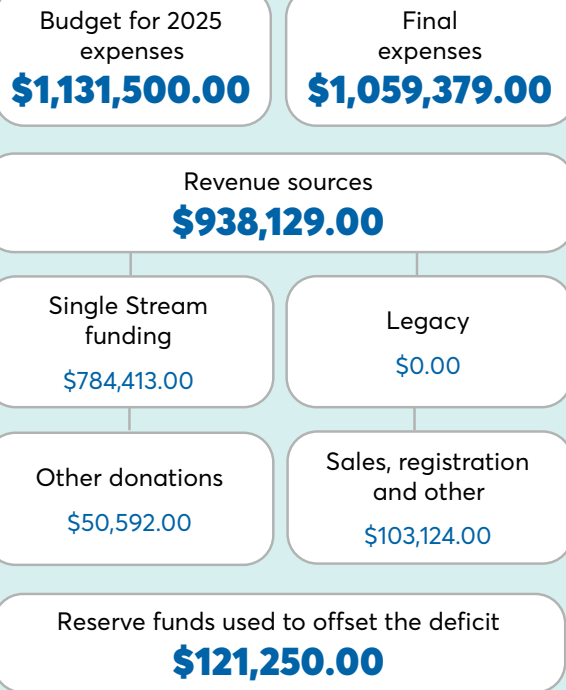 Budget for 2025
expenses
$1,131,500.00
Final
expenses
$1,059,379.00
Revenue sources
$938,129.00
Single Stream
funding
$784,413.00
Legacy
$0.00
Other donations
$50,592.00
Sales, registration
and other
$103,124.00
Reserve funds used to offset the deficit
$121,250.00